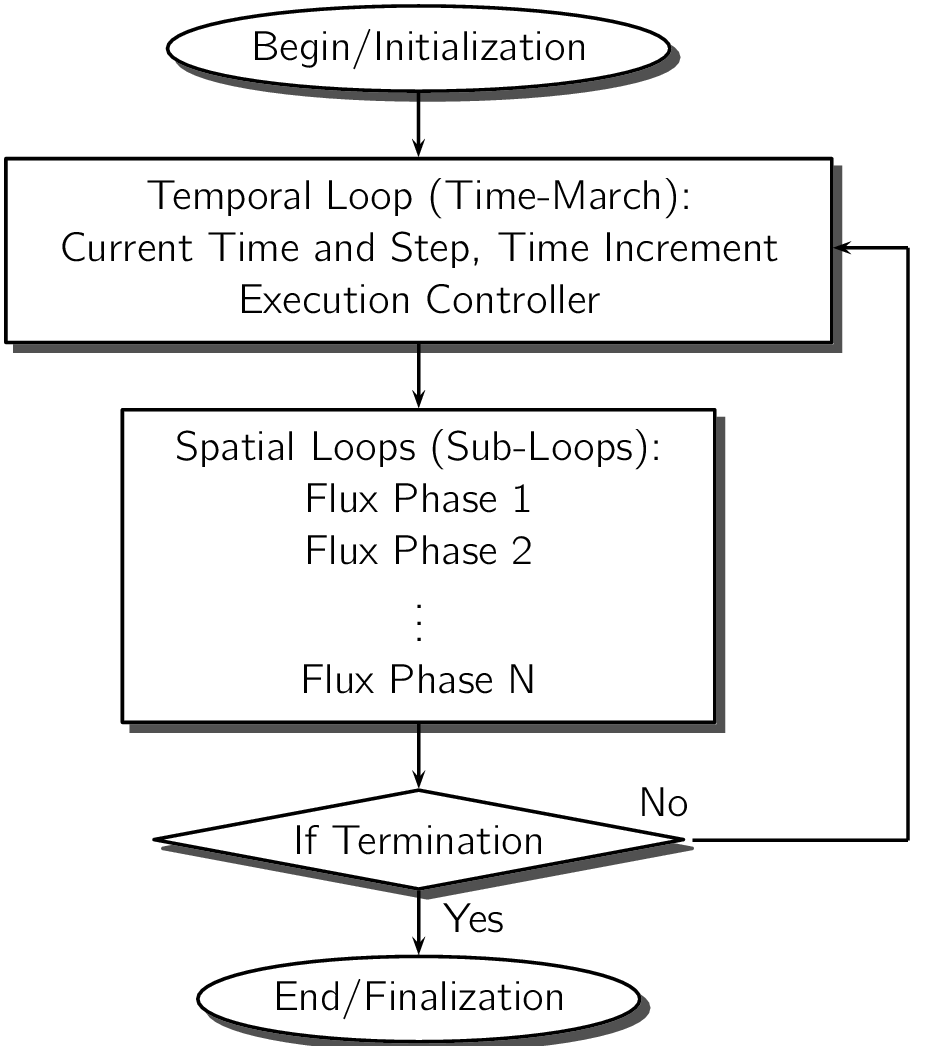 Begin/Initialization
Temporal Loop (Time-March):
Current Time and Step, Time Increment
Execution Controller
Spatial Loops (Sub-Loops):
Flux Phase 1
Flux Phase 2
⋮
Flux Phase N
No
If Termination
Yes
End/Finalization